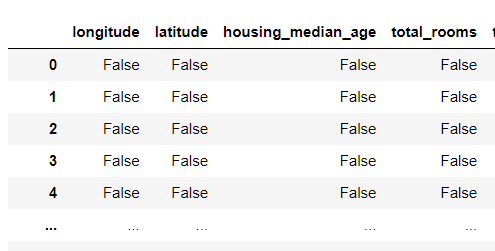 longitude latitude housing_median_age total_rooms
0 False False False False
1 False False False False
2 False False False False
3 False False False False
4 False False False False
... ... ... ... ...